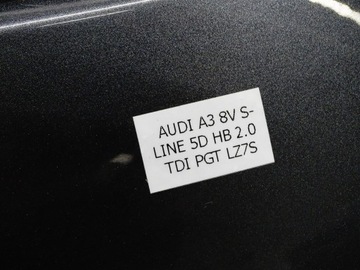 AUDI A3 8V S-
LINE 5D HB 2.0
TDI PGT LZ7S